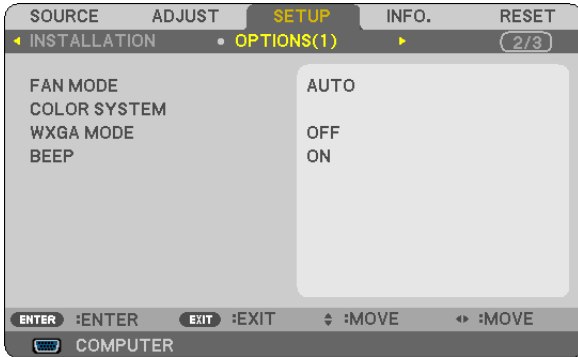 SOURCE ADJUST SETUP INFO. RESET
INSTALLATION • OPTIONS(1) 2/3
FAN MODE AUTO
COLOR SYSTEM
WXGA MODE OFF
BEEP ON
ENTER :ENTER EXIT :EXIT :MOVE :MOVE
COMPUTER